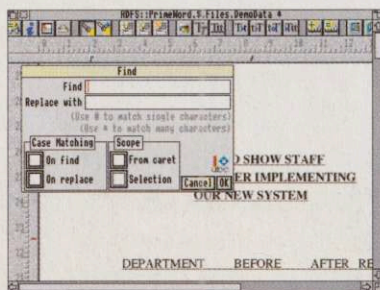 HDFS::PrimeWord.$.Files.DemoData *
Find
Find
Replace with
(Use @ to match single characters)
(Use * to match many characters)
Case Matching
Scope
On find
From caret
On replace
Selection
Cancel
OK
O SHOW STAFF
ER IMPLEMENTING
OUR NEW SYSTEM
DEPARTMENT BEFORE AFTER RE